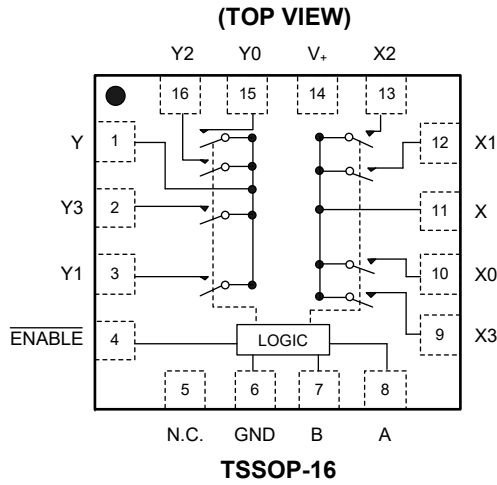 (TOP VIEW)
Y2 Y0 V+ X2
16 15 14 13
Y 1 12 X1
Y3 2 11 X
Y1 3 10 X0
ENABLE 4 LOGIC 9 X3
5 6 7 8
N.C. GND B A
TSSOP-16